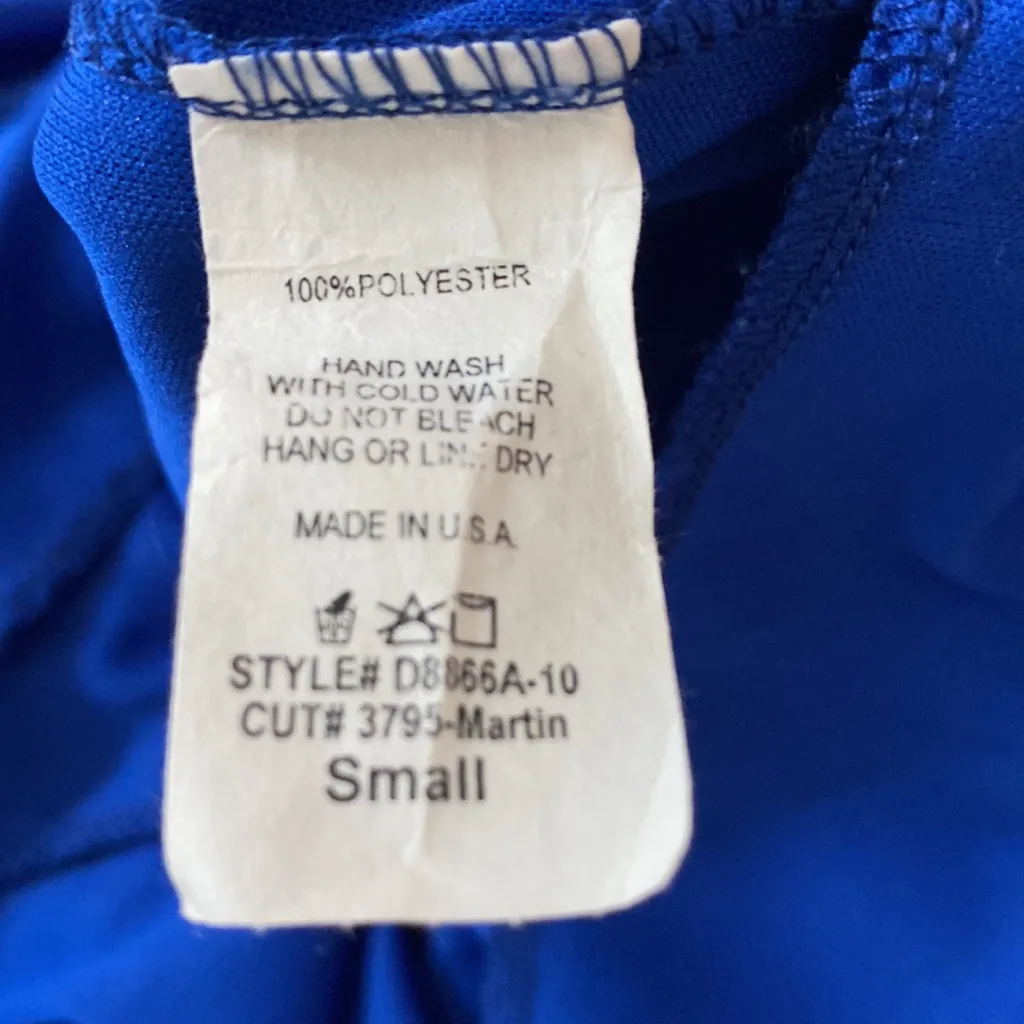 100%POLYESTER
HAND WASH
WITH COLD WATER
DO NOT BLEACH
HANG OR LINE DRY
MADE IN U.S.A.
STYLE# D8866A-10
CUT# 3795-Martin
Small